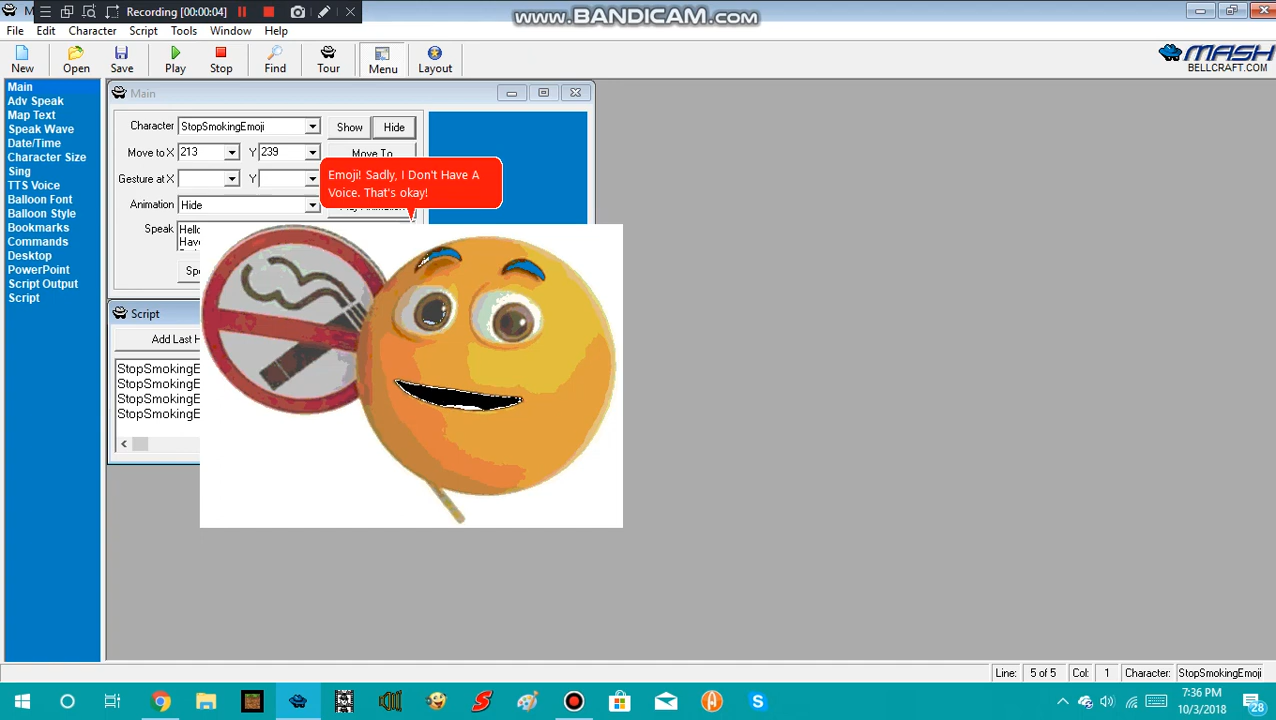 Recording [00:00:04]
www.BANDICAM.com
File Edit Character Script Tools Window Help
New Open Save Play Stop Find Tour Menu Layout
MASH
BELLCRAFT.COM
Main
Adv Speak
Map Text
Speak Wave
Date/Time
Character Size
Sing
TTS Voice
Balloon Font
Balloon Style
Bookmarks
Commands
Desktop
PowerPoint
Script Output
Script
Main
Character StopSmokingEmoji Show Hide
Move to X 213 Y 239 Move To
Gesture at X Y
Animation Hide
Speak
Emoji! Sadly, I Don't Have A
Voice. That's okay!
Script
StopSmokingE
StopSmokingE
StopSmokingE
StopSmokingE
Line: 5 of 5 Col: 1 Character: StopSmokingEmoji
7:36 PM
10/3/2018
28